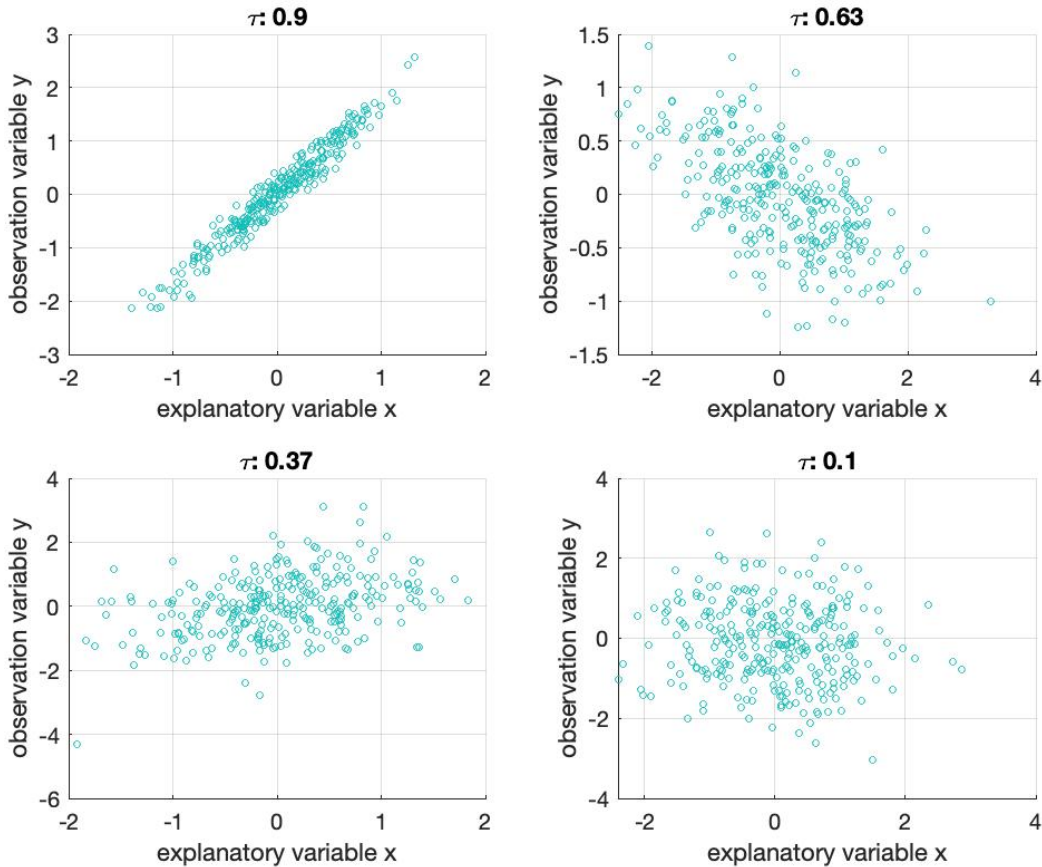 τ: 0.9
3
2
1
0
-1
-2
-3
observation variable y
-2 -1 0 1 2
explanatory variable x
τ: 0.63
1.5
1
0.5
0
-0.5
-1
-1.5
observation variable y
-2 0 2 4
explanatory variable x
τ: 0.37
4
2
0
-2
-4
-6
observation variable y
-2 -1 0 1 2
explanatory variable x
τ: 0.1
4
2
0
-2
-4
observation variable y
-2 0 2 4
explanatory variable x